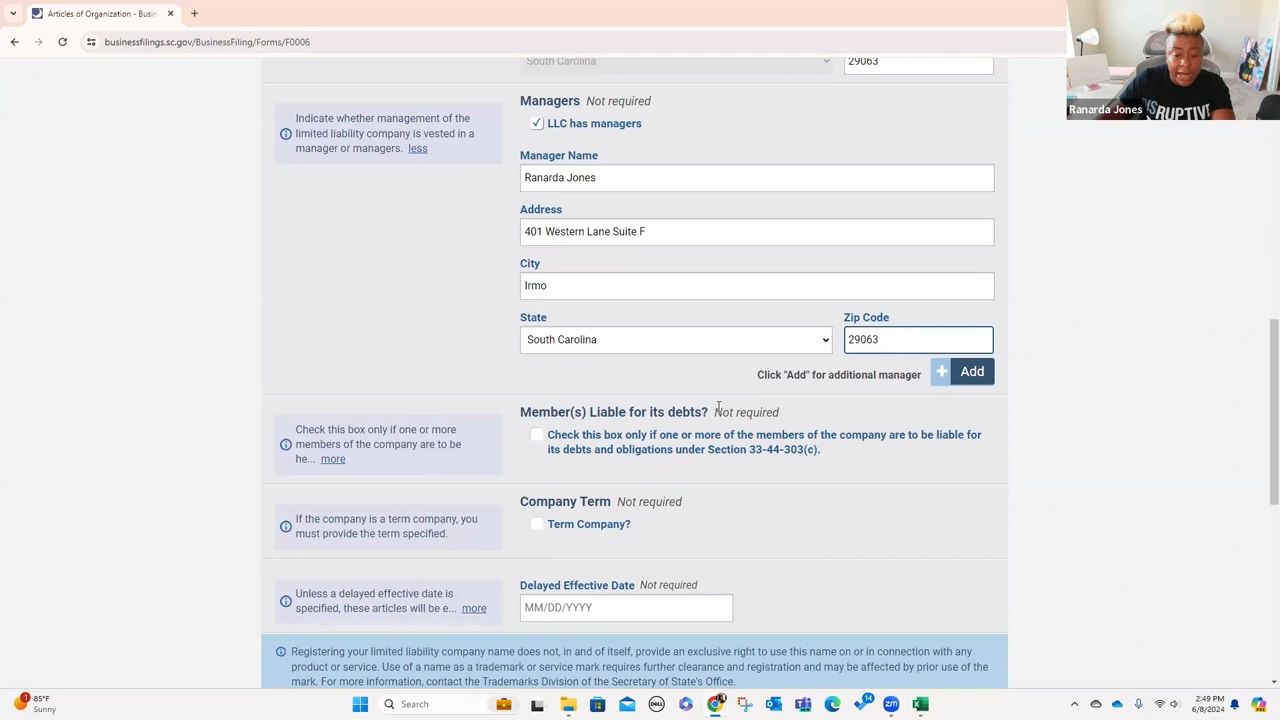 Articles of Organization - Busin
businessfilings.sc.gov/BusinessFiling/Forms/F0006
Ranarda Jones
South Carolina
29063
Indicate whether management of the
limited liability company is vested in a
manager or managers. less
Managers Not required
LLC has managers
Manager Name
Ranarda Jones
Address
401 Western Lane Suite F
City
Irmo
State
Zip Code
South Carolina
29063
Click "Add" for additional manager
+ Add
Check this box only if one or more
members of the company are to be
he... more
Member(s) Liable for its debts? Not required
Check this box only if one or more of the members of the company are to be liable for
its debts and obligations under Section 33-44-303(c).
If the company is a term company, you
must provide the term specified.
Company Term Not required
Term Company?
Unless a delayed effective date is
specified, these articles will be e... more
Delayed Effective Date Not required
MM/DD/YYYY
Registering your limited liability company name does not, in and of itself, provide an exclusive right to use this name on or in connection with any
product or service. Use of a name as a trademark or service mark requires further clearance and registration and may be affected by prior use of the
mark. For more information, contact the Trademarks Division of the Secretary of State's Office.
1
85°F
Sunny
Search
DELL
14
2:49 PM
6/8/2024